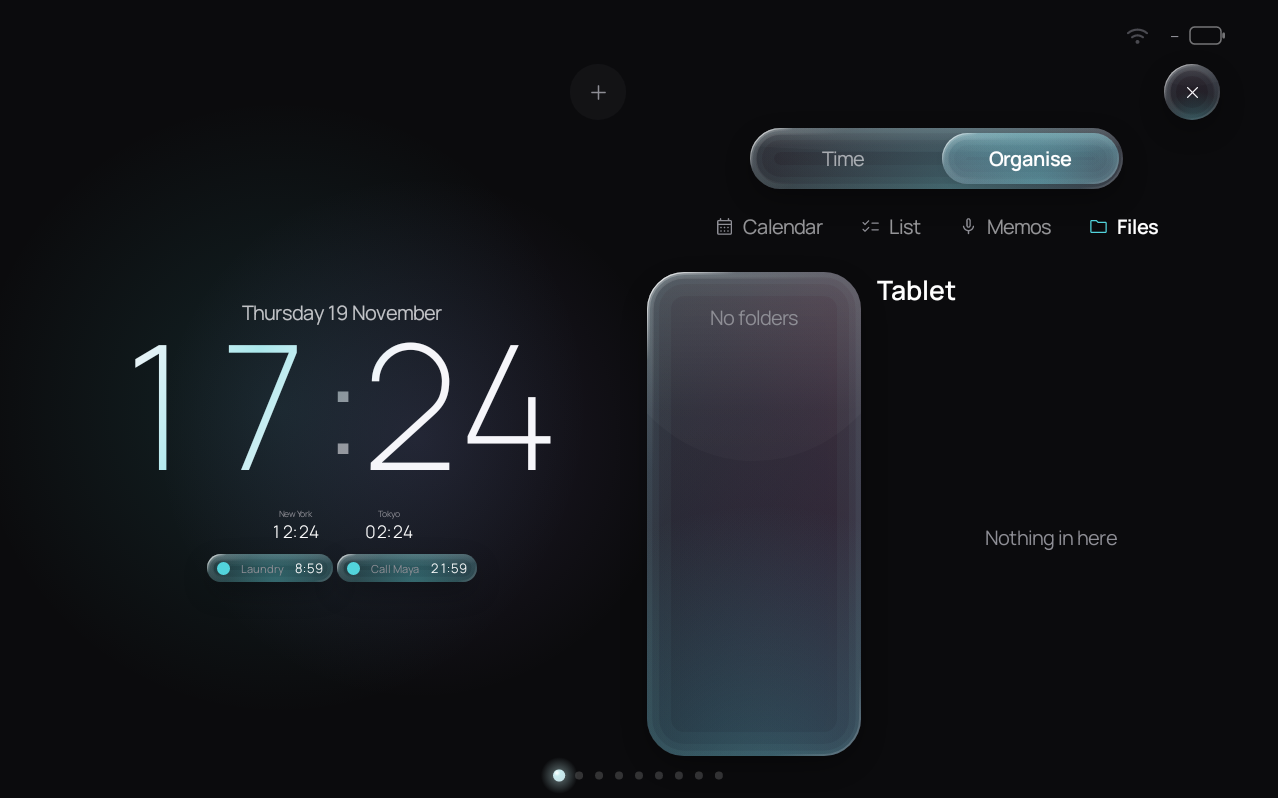 Time
Organise
Calendar
List
Memos
Files
Thursday 19 November
17:24
New York
12:24
Tokyo
02:24
Laundry 8:59
Call Maya 21:59
No folders
Tablet
Nothing in here